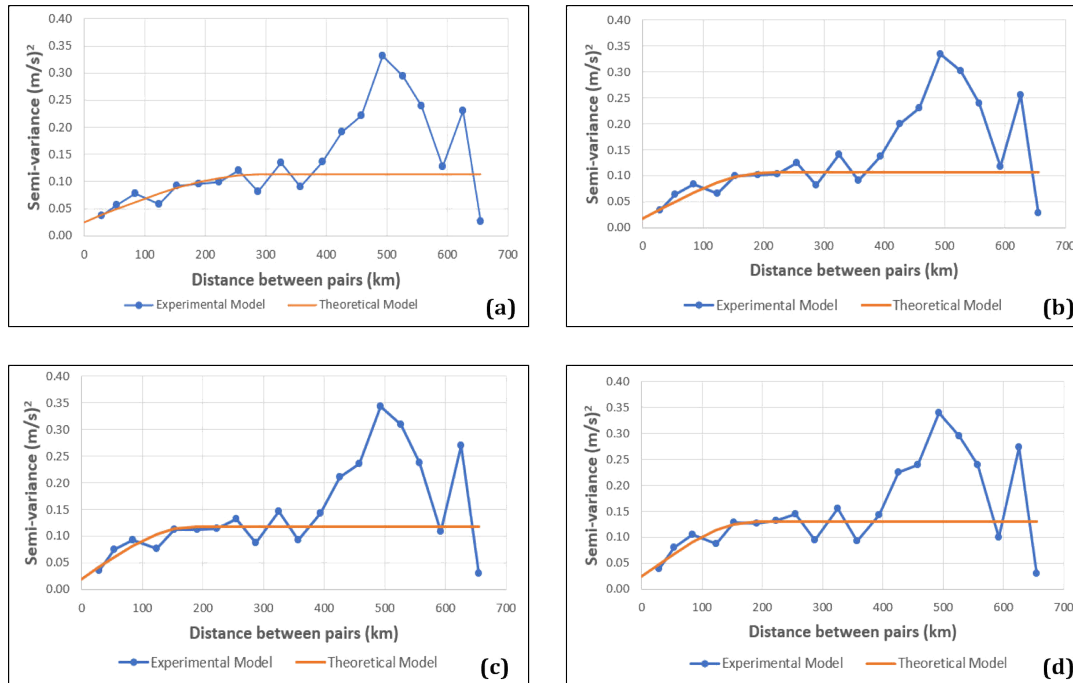 Semi-variance (m/s)²
0.40
0.35
0.30
0.25
0.20
0.15
0.10
0.05
0.00
0 100 200 300 400 500 600 700
Distance between pairs (km)
Experimental Model Theoretical Model
(a)
Semi-variance (m/s)²
0.40
0.35
0.30
0.25
0.20
0.15
0.10
0.05
0.00
0 100 200 300 400 500 600 700
Distance between pairs (km)
Experimental Model Theoretical Model
(b)
Semi-variance (m/s)²
0.40
0.35
0.30
0.25
0.20
0.15
0.10
0.05
0.00
0 100 200 300 400 500 600 700
Distance between pairs (km)
Experimental Model Theoretical Model
(c)
Semi-variance (m/s)²
0.40
0.35
0.30
0.25
0.20
0.15
0.10
0.05
0.00
0 100 200 300 400 500 600 700
Distance between pairs (km)
Experimental Model Theoretical Model
(d)